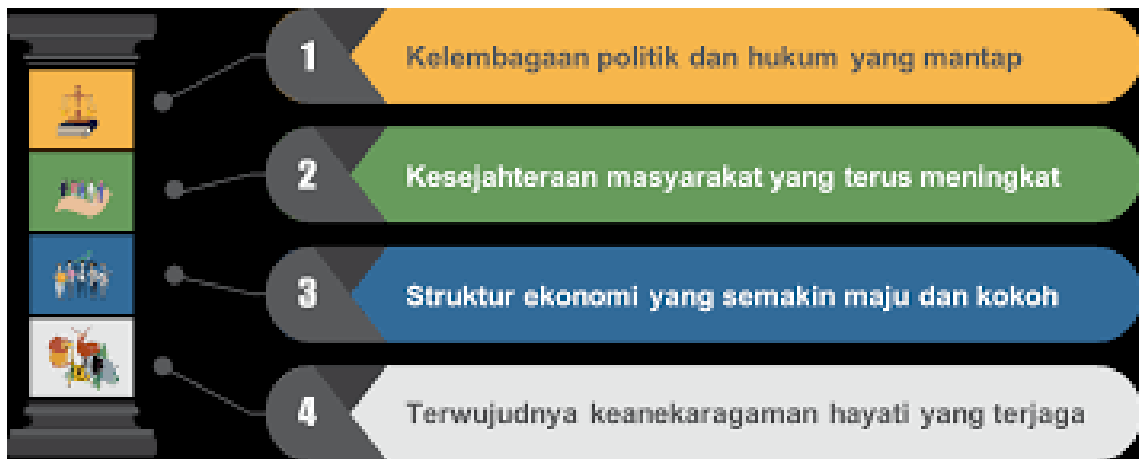 1
Kelembagaan politik dan hukum yang mantap
2
Kesejahteraan masyarakat yang terus meningkat
3
Struktur ekonomi yang semakin maju dan kokoh
4
Terwujudnya keanekaragaman hayati yang terjaga